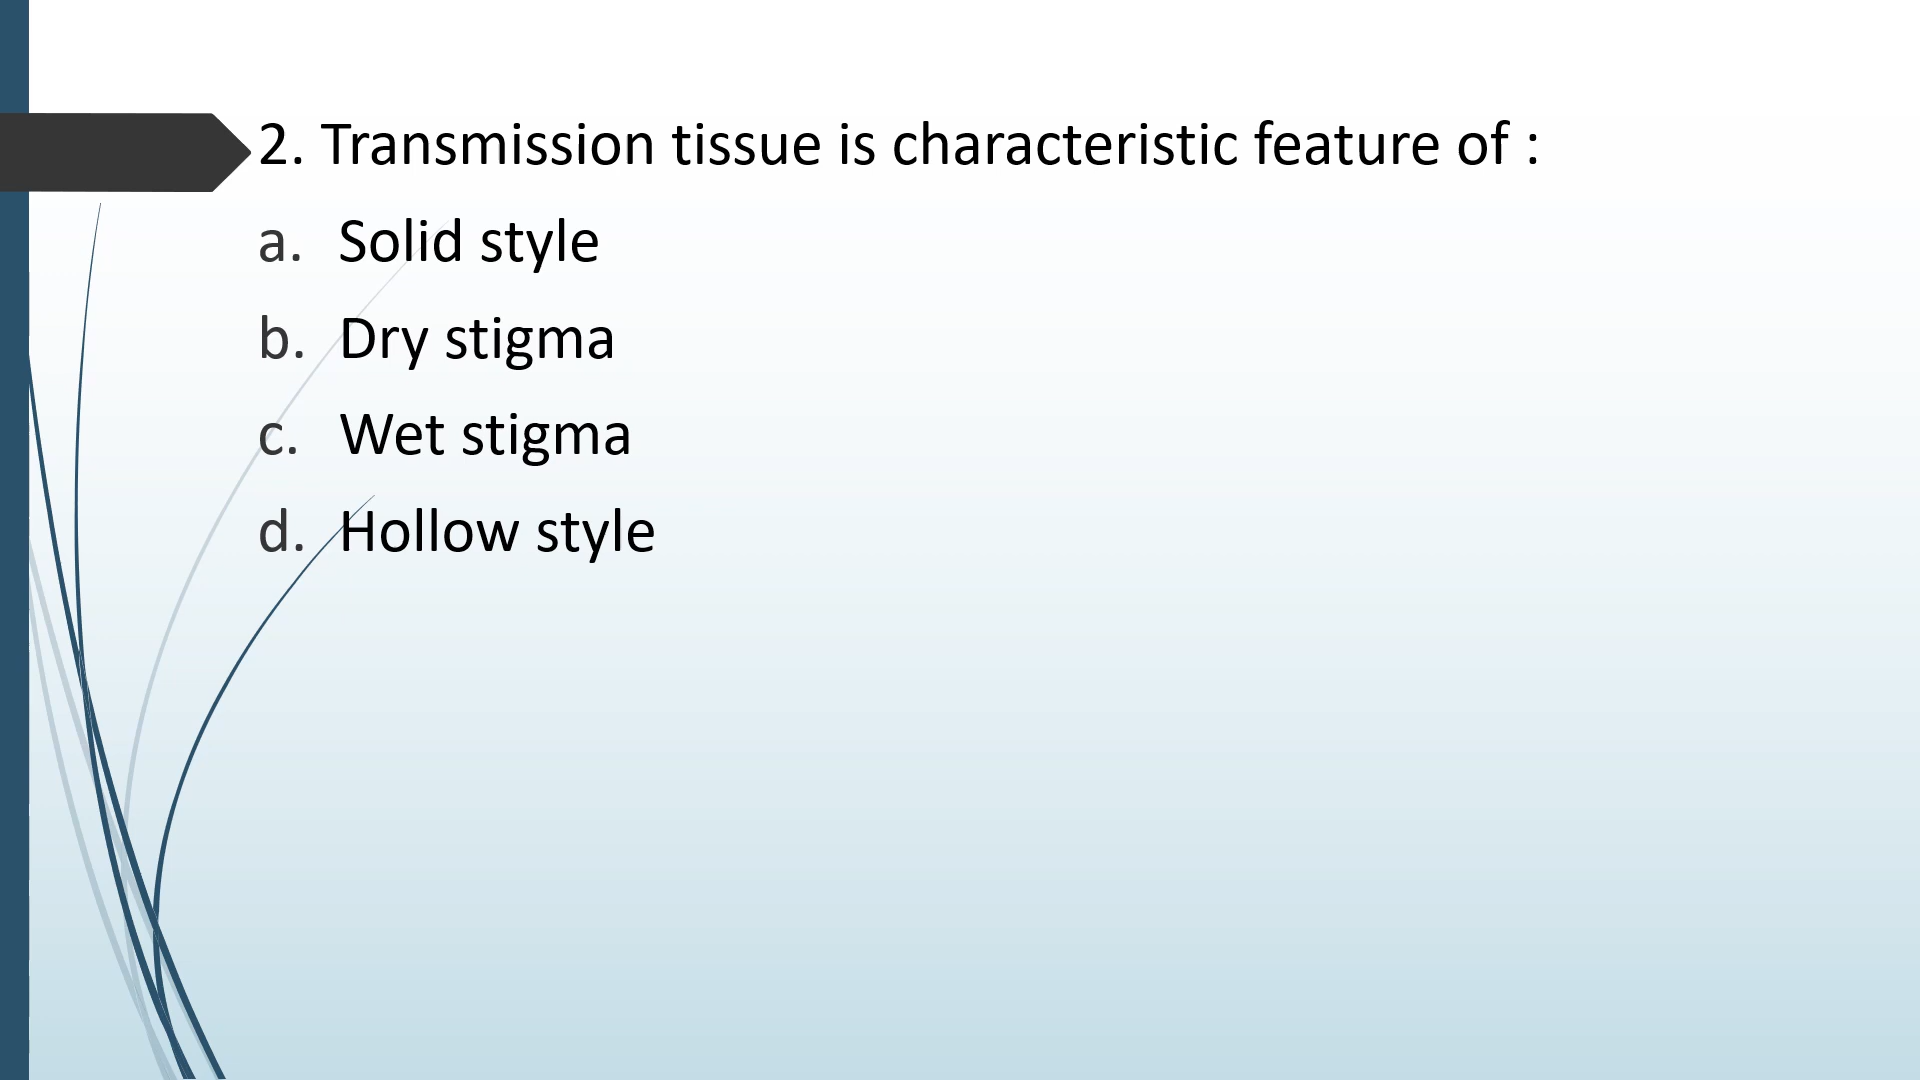 2. Transmission tissue is characteristic feature of :
a. Solid style
b. Dry stigma
c. Wet stigma
d. Hollow style